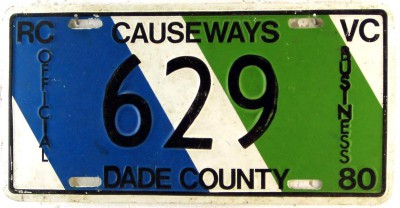 RC CAUSEWAYS VC
OFFICIAL
629
BUSINESS
DADE COUNTY 80